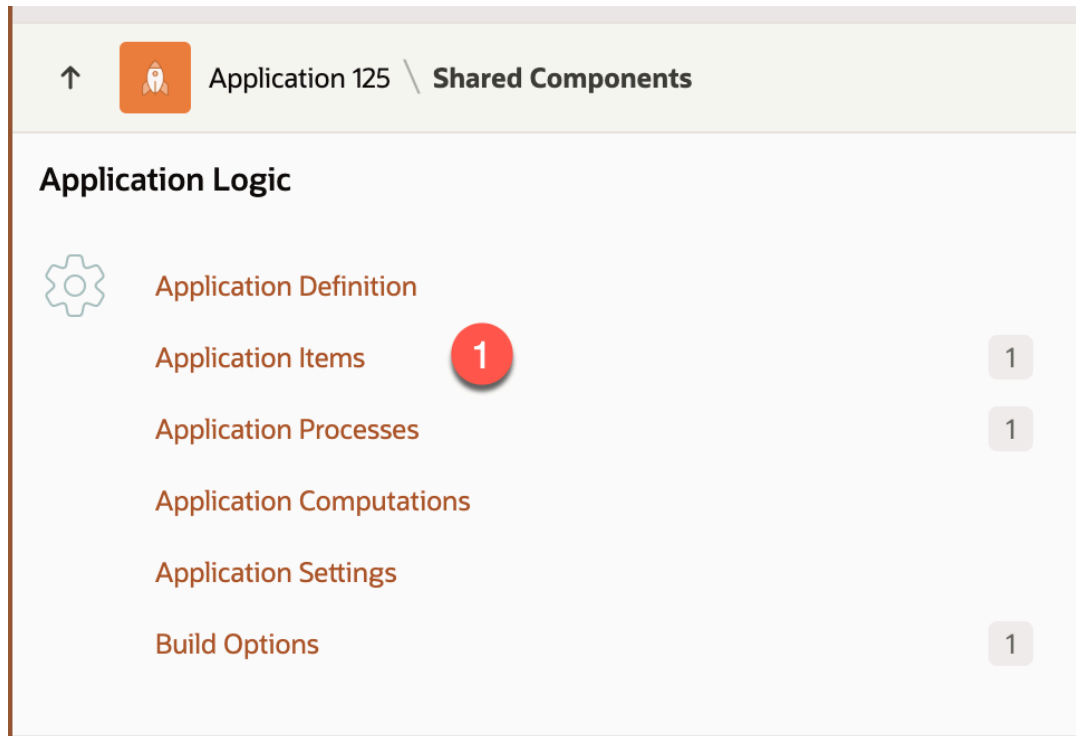 Application 125 \ Shared Components
Application Logic
Application Definition
Application Items 1 1
Application Processes 1
Application Computations
Application Settings
Build Options 1